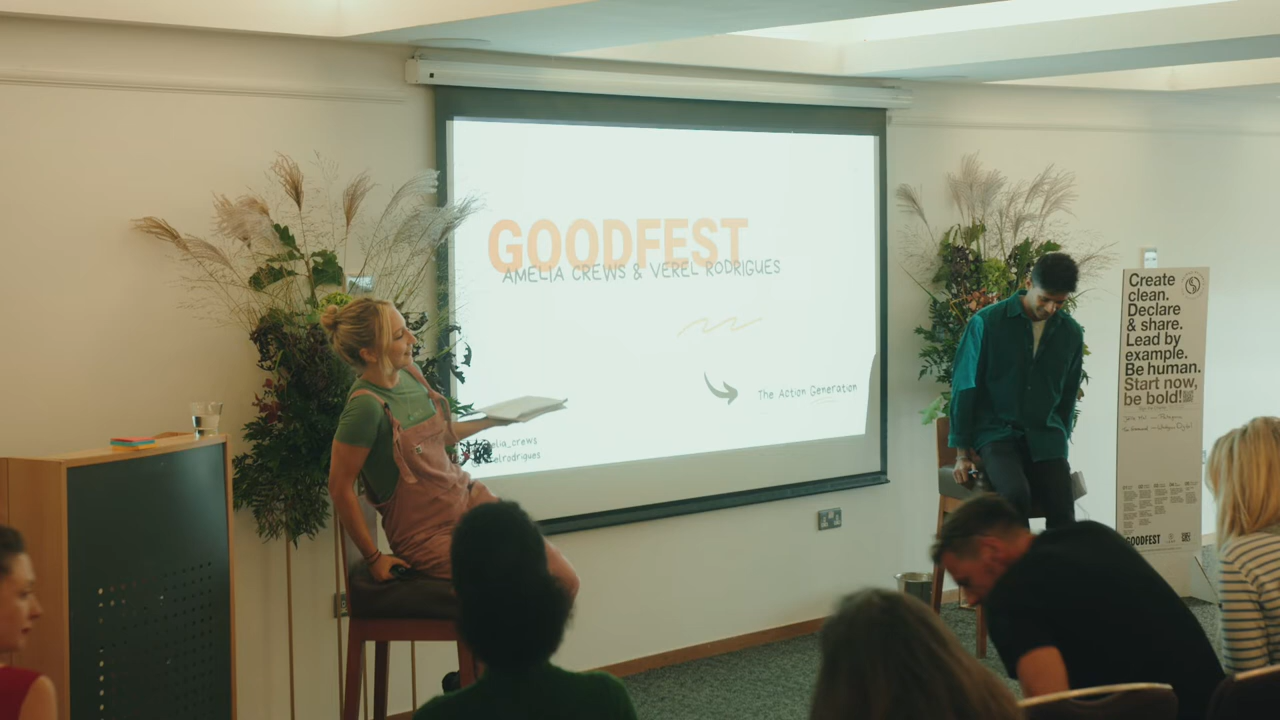 GOODFEST
AMELIA CREWS & VEREL RODRIGUES
The Action Generation
elia_crews
elrodrigues
Create
clean.
Declare
& share.
Lead by
example.
Be human.
Start now,
be bold!
GOODFEST